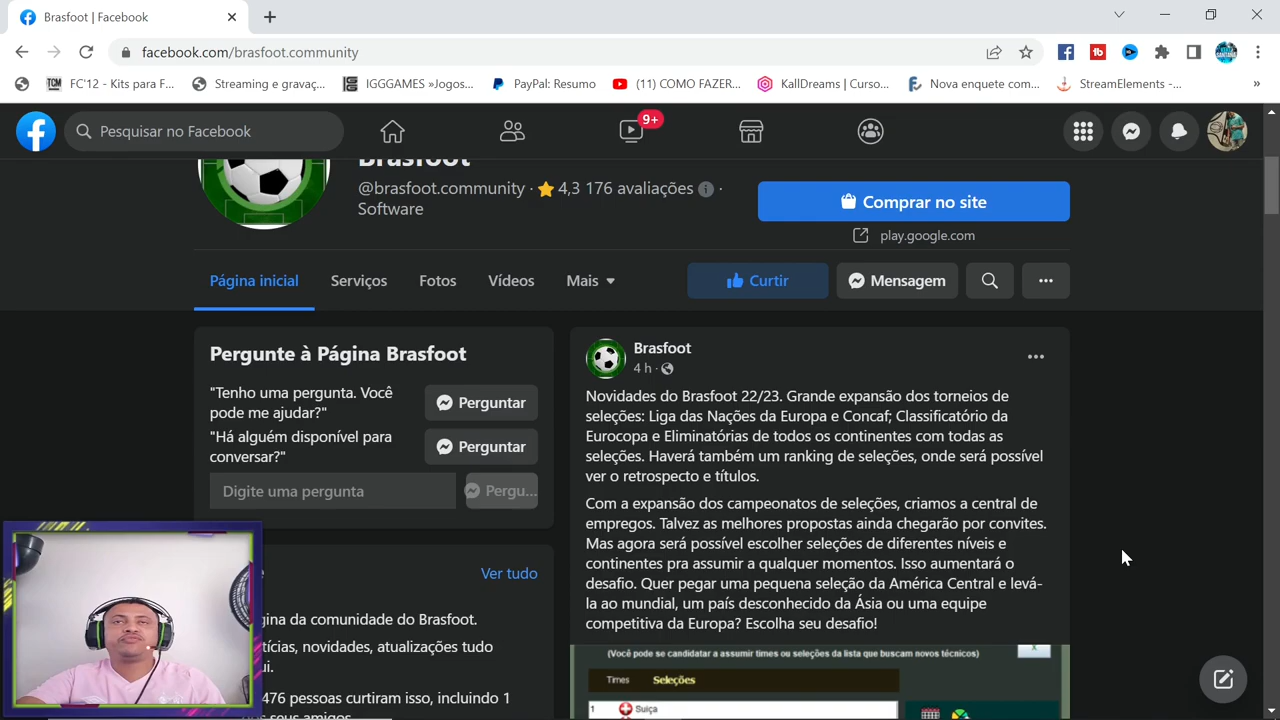 Brasfoot | Facebook
facebook.com/brasfoot.community
FC'12 - Kits para F...
Streaming e gravaç...
IGGGAMES »Jogos...
PayPal: Resumo
(11) COMO FAZER...
KallDreams | Curso...
Nova enquete com...
StreamElements -...
»
Pesquisar no Facebook
9+
Brasfoot
@brasfoot.community · 4,3 176 avaliações ·
Software
Comprar no site
play.google.com
Página inicial
Serviços
Fotos
Vídeos
Mais
Curtir
Mensagem
Pergunte à Página Brasfoot
"Tenho uma pergunta. Você
pode me ajudar?"
Perguntar
"Há alguém disponível para
conversar?"
Perguntar
Digite uma pergunta
Pergu...
Ver tudo
gina da comunidade do Brasfoot.
tícias, novidades, atualizações tudo
ui.
476 pessoas curtiram isso, incluindo 1
seus amigos
Brasfoot
4 h ·
Novidades do Brasfoot 22/23. Grande expansão dos torneios de
seleções: Liga das Nações da Europa e Concaf; Classificatório da
Eurocopa e Eliminatórias de todos os continentes com todas as
seleções. Haverá também um ranking de seleções, onde será possível
ver o retrospecto e títulos.
Com a expansão dos campeonatos de seleções, criamos a central de
empregos. Talvez as melhores propostas ainda chegarão por convites.
Mas agora será possível escolher seleções de diferentes níveis e
continentes pra assumir a qualquer momentos. Isso aumentará o
desafio. Quer pegar uma pequena seleção da América Central e levá-
la ao mundial, um país desconhecido da Ásia ou uma equipe
competitiva da Europa? Escolha seu desafio!
(Você pode se candidatar a assumir times ou seleções da lista que buscam novos técnicos)
Times
Seleções
1
Suiça